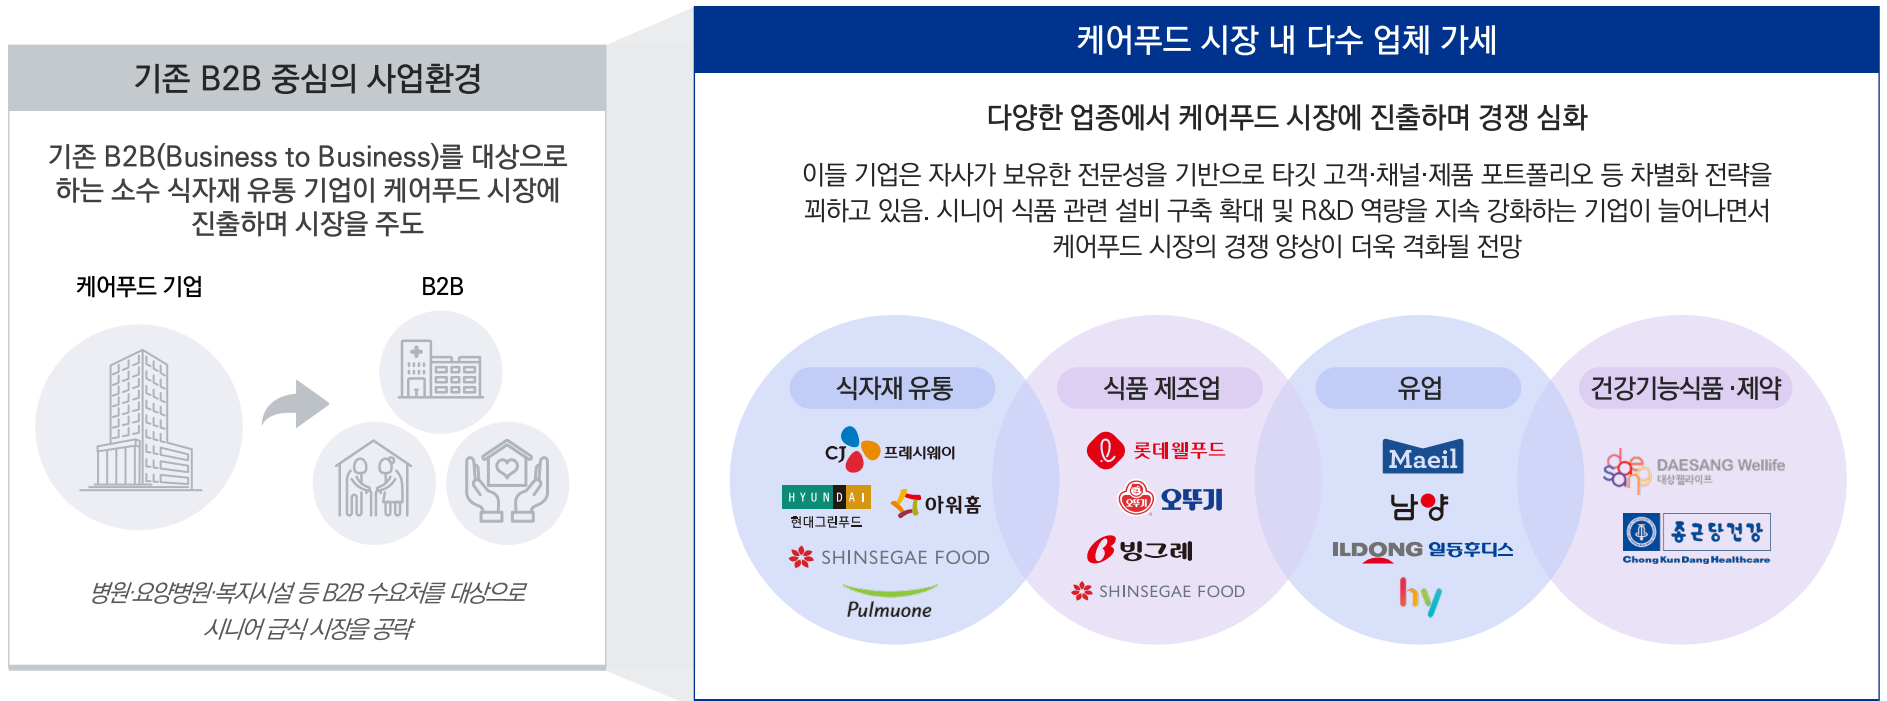 기존 B2B 중심의 사업환경
기존 B2B(Business to Business)를 대상으로
하는 소수 식자재 유통 기업이 케어푸드 시장에
진출하며 시장을 주도
케어푸드 기업
B2B
병원·요양병원·복지시설 등 B2B 수요처를 대상으로
시니어 급식 시장을 공략
케어푸드 시장 내 다수 업체 가세
다양한 업종에서 케어푸드 시장에 진출하며 경쟁 심화
이들 기업은 자사가 보유한 전문성을 기반으로 타깃 고객·채널·제품 포트폴리오 등 차별화 전략을
꾀하고 있음. 시니어 식품 관련 설비 구축 확대 및 R&D 역량을 지속 강화하는 기업이 늘어나면서
케어푸드 시장의 경쟁 양상이 더욱 격화될 전망
식자재 유통
CJ 프레시웨이
HYUNDAI
현대그린푸드
아워홈
SHINSEGAE FOOD
Pulmuone
식품 제조업
롯데웰푸드
오뚜기 오뚜기
빙그레
SHINSEGAE FOOD
유업
Maeil
남양
ILDONG 일동후디스
hy
건강기능식품·제약
daesang DAESANG Wellife
대상웰라이프
종근당건강
Chong Kun Dang Healthcare